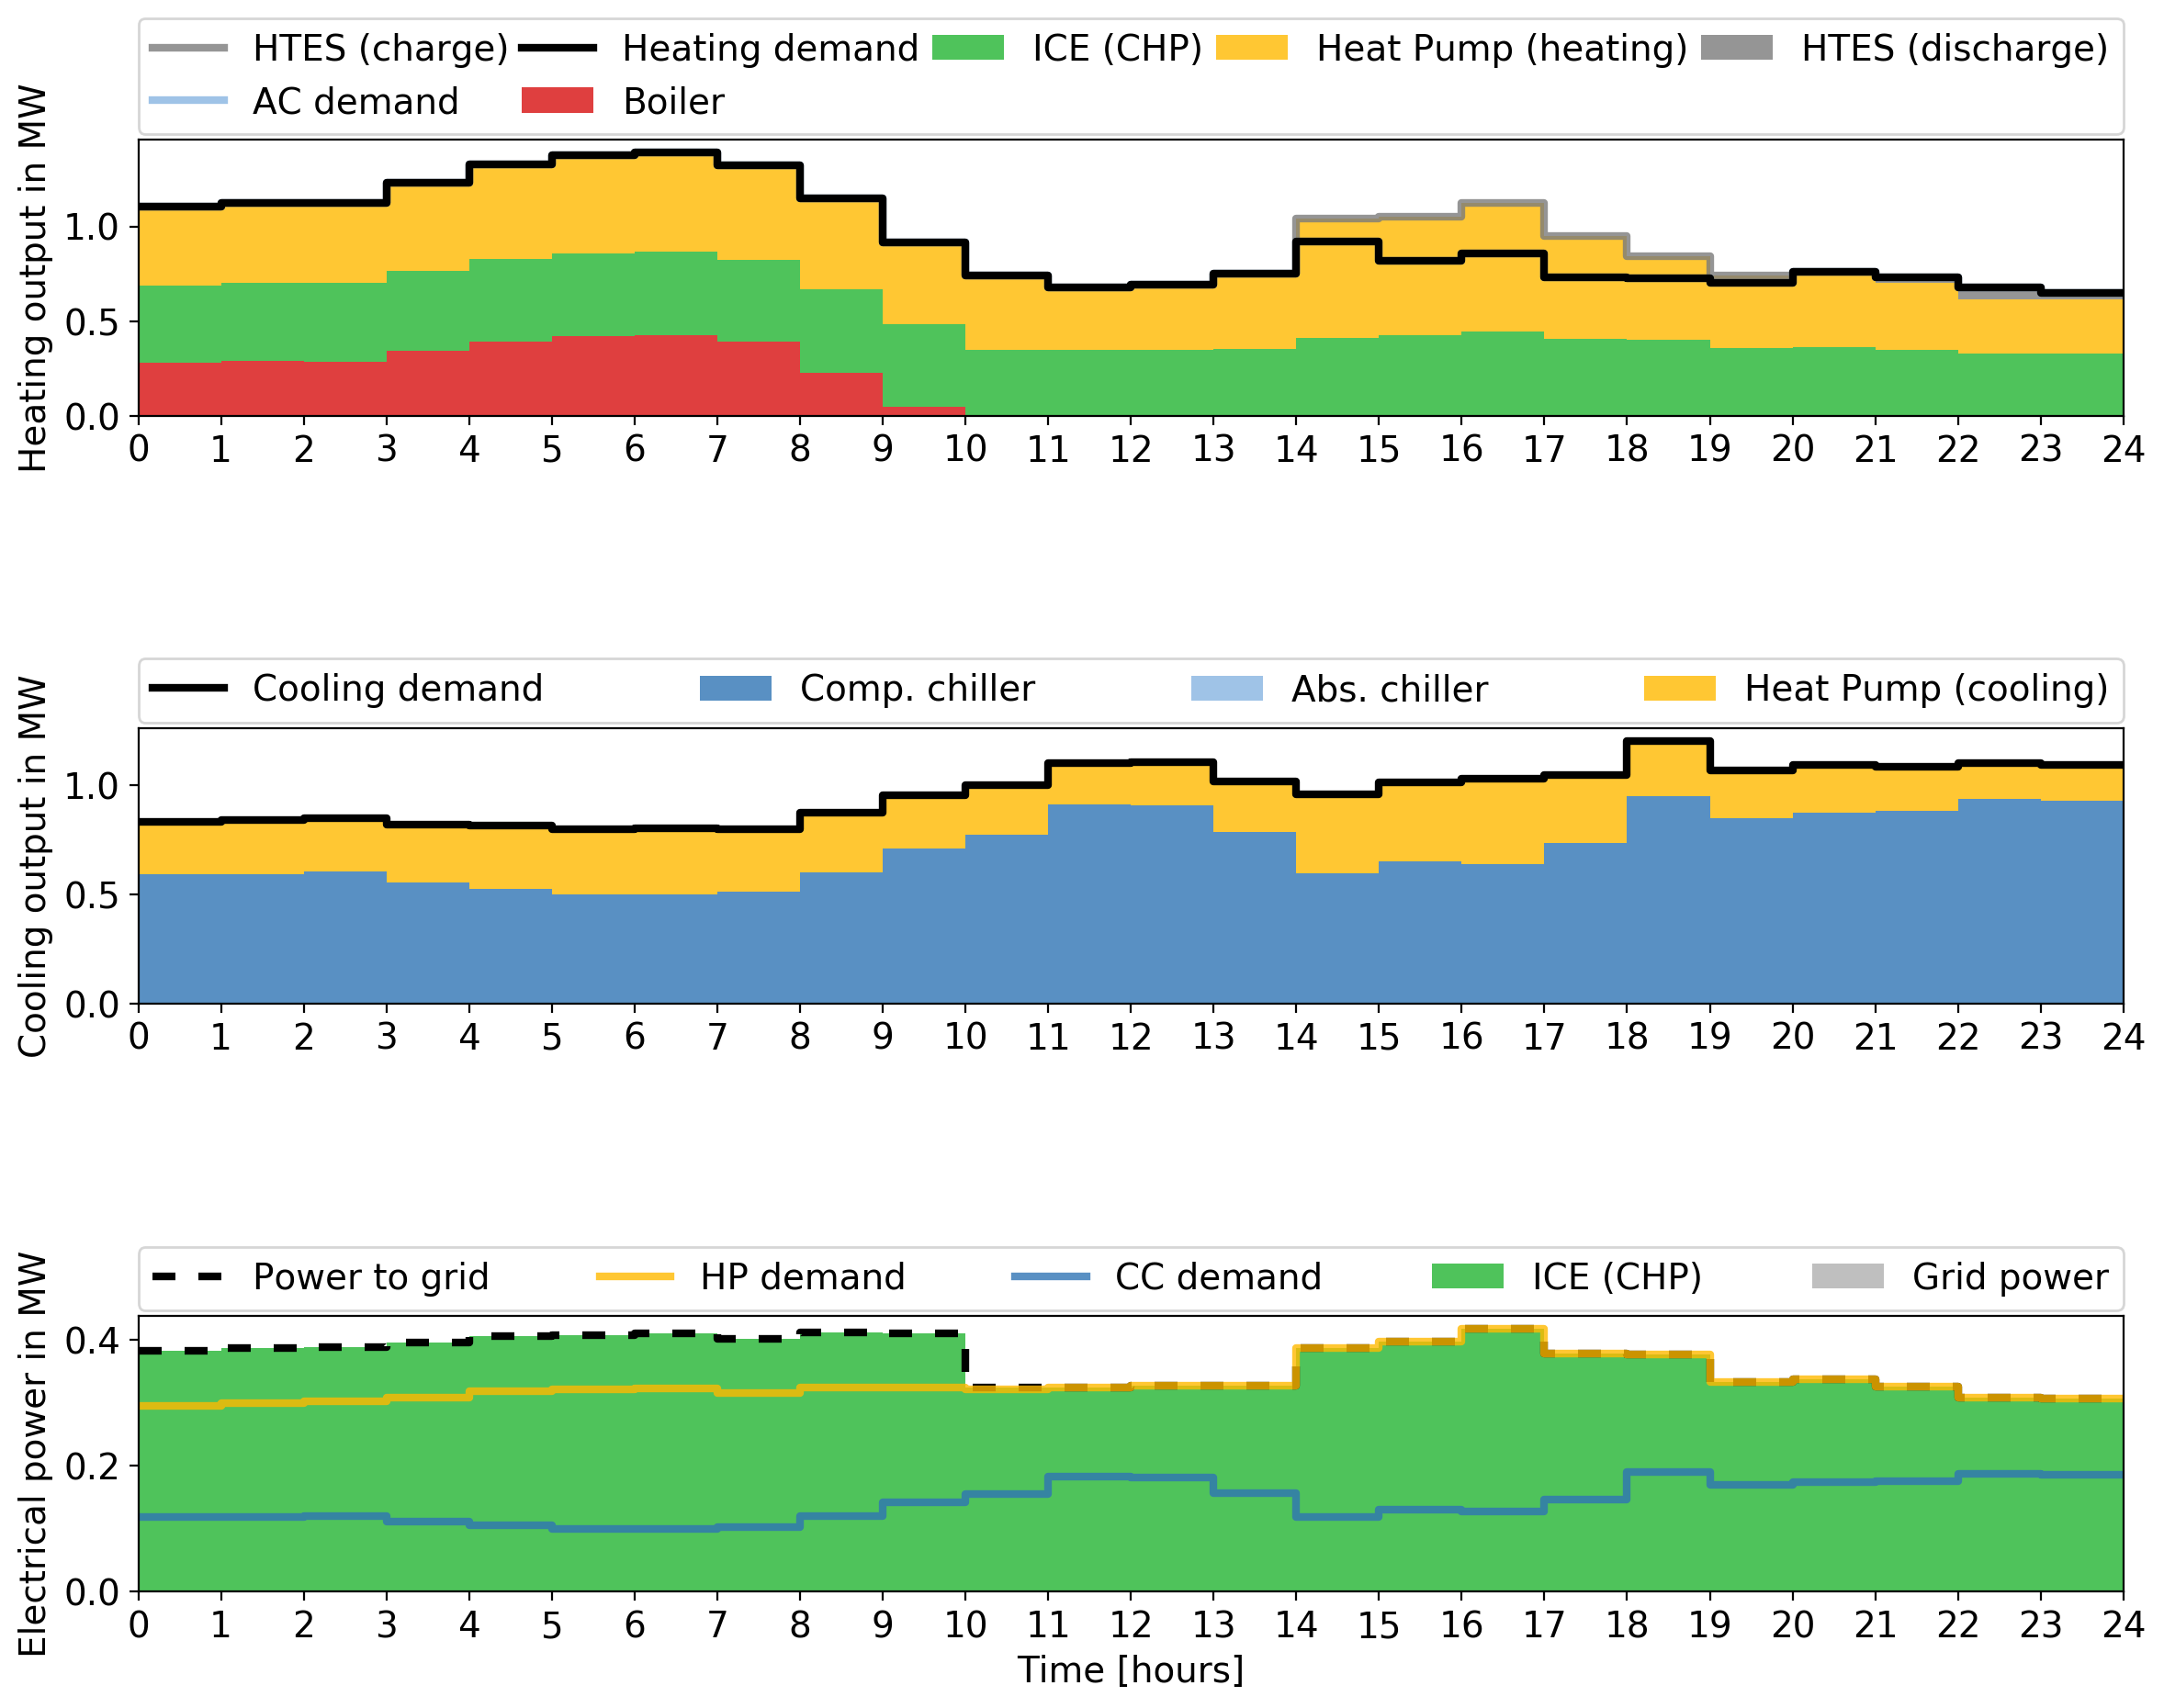 HTES (charge) Heating demand ICE (CHP) Heat Pump (heating) HTES (discharge)
AC demand Boiler
Heating output in MW
1.0
0.5
0.0
0 1 2 3 4 5 6 7 8 9 10 11 12 13 14 15 16 17 18 19 20 21 22 23 24
Cooling demand Comp. chiller Abs. chiller Heat Pump (cooling)
Cooling output in MW
1.0
0.5
0.0
0 1 2 3 4 5 6 7 8 9 10 11 12 13 14 15 16 17 18 19 20 21 22 23 24
Power to grid HP demand CC demand ICE (CHP) Grid power
Electrical power in MW
0.4
0.2
0.0
0 1 2 3 4 5 6 7 8 9 10 11 12 13 14 15 16 17 18 19 20 21 22 23 24
Time [hours]